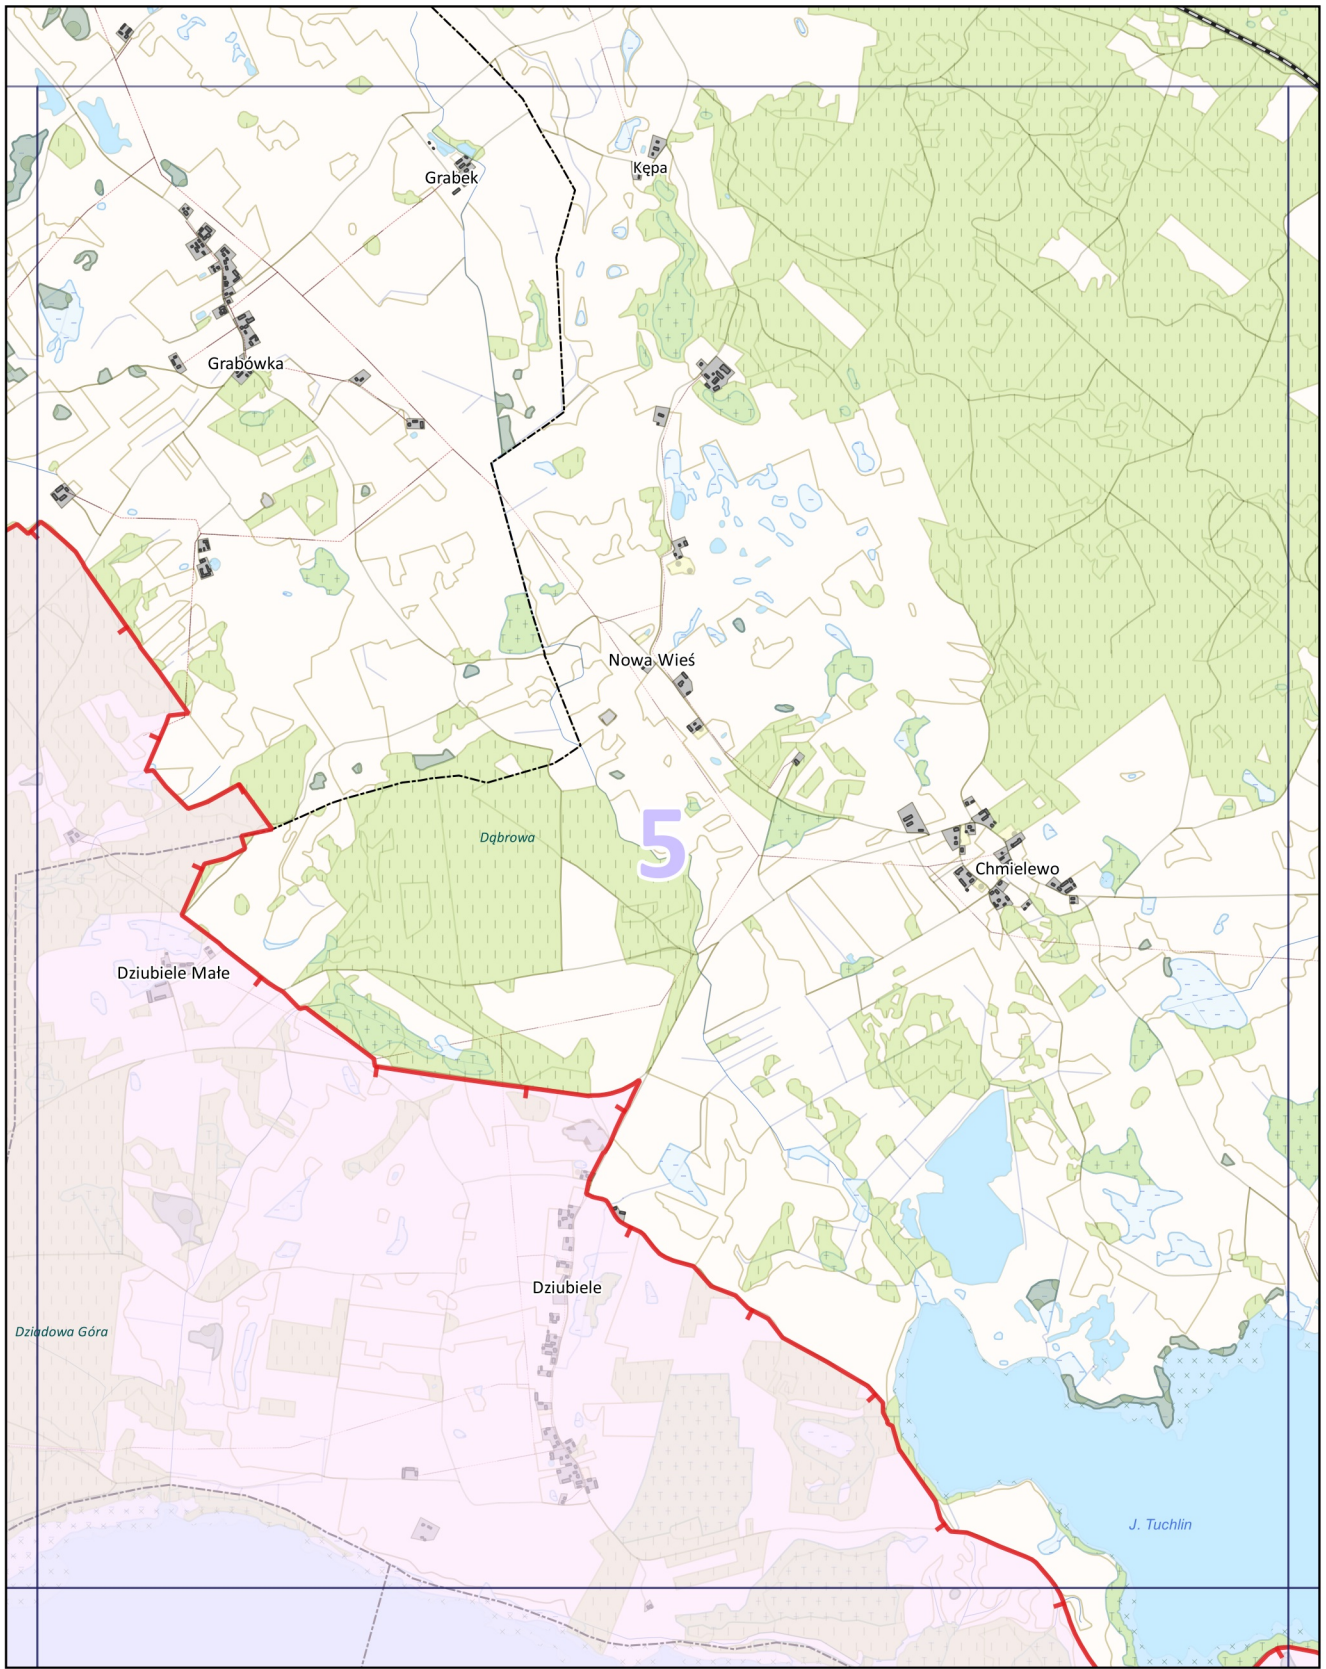 Kępa
Grabek
Grabówka
Nowa Wieś
Dąbrowa
5
Chmielewo
Dziubiele Małe
Dziubiele
Dziadowa Góra
J. Tuchlin